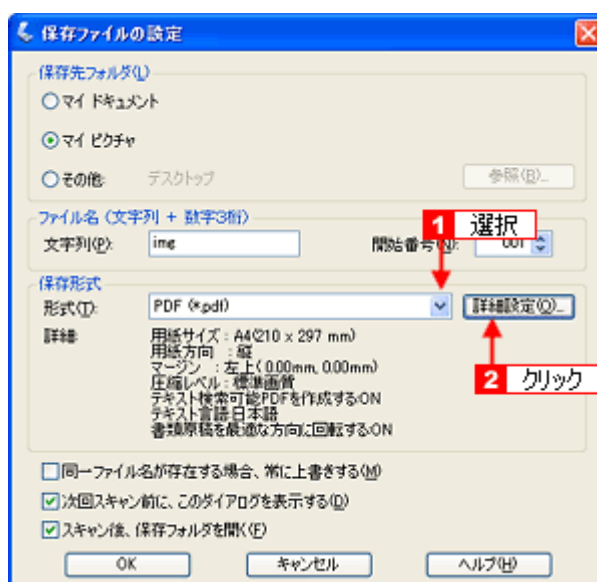 保存ファイルの設定
保存先フォルダ(L)
マイ ドキュメント
マイ ピクチャ
その他: デスクトップ 参照(B)...
ファイル名 (文字列 + 数字3桁)
1 選択
文字列(P): img 開始番号(N): 001
保存形式
形式(T): PDF (*.pdf) 詳細設定(O)...
詳細: 用紙サイズ : A4(210 x 297 mm)
用紙方向 : 縦
マージン : 左上( 0.00mm, 0.00mm)
圧縮レベル : 標準画質
2 クリック
テキスト検索可能PDFを作成する:ON
テキスト言語:日本語
書類原稿を最適な方向に回転する:ON
同一ファイル名が存在する場合、常に上書きする(M)
次回スキャン前に、このダイアログを表示する(D)
スキャン後、保存フォルダを開く(F)
OK キャンセル ヘルプ(H)